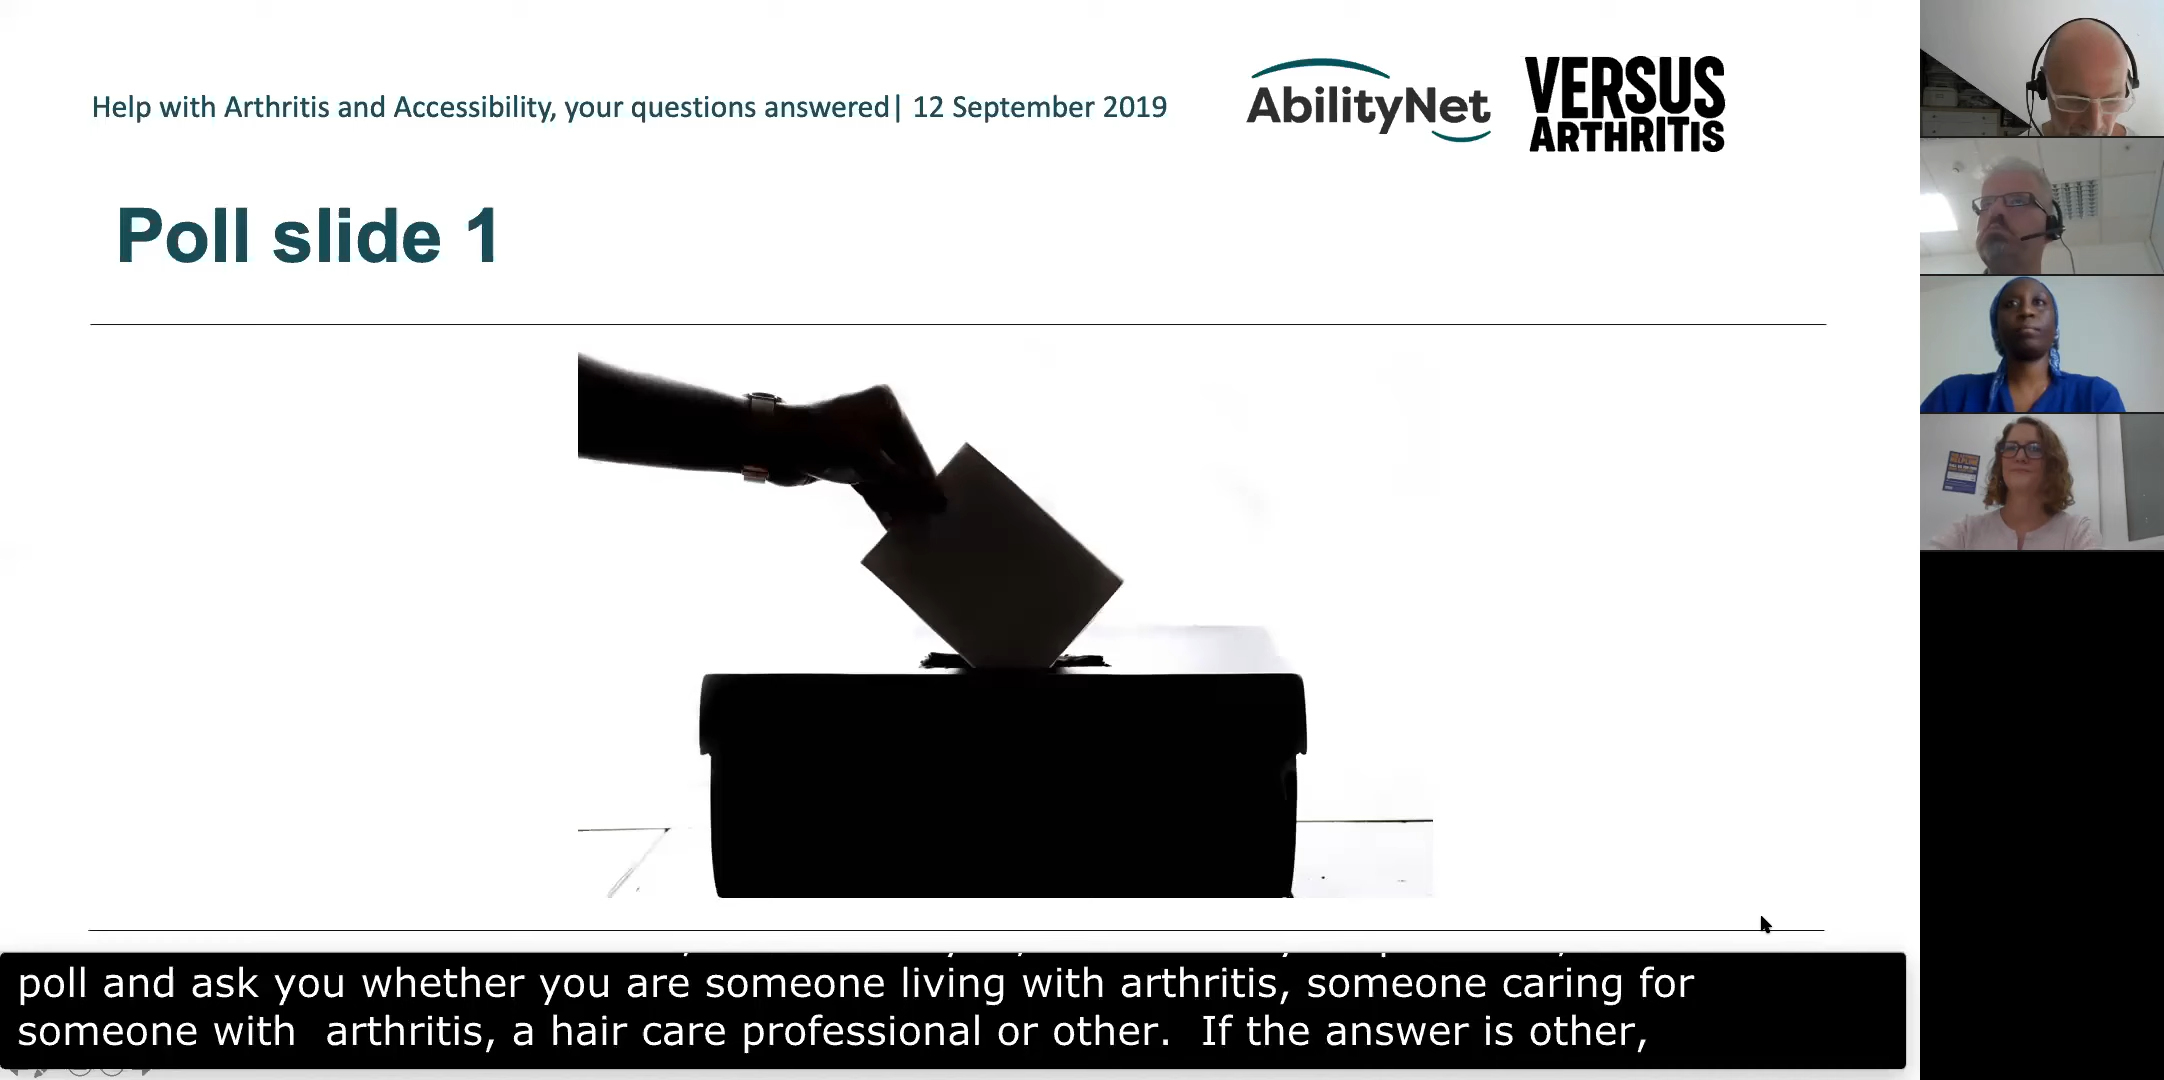 Help with Arthritis and Accessibility, your questions answered| 12 September 2019
AbilityNet
VERSUS
ARTHRITIS
Poll slide 1
HELPLINE
poll and ask you whether you are someone living with arthritis, someone caring for
someone with  arthritis, a hair care professional or other.  If the answer is other,